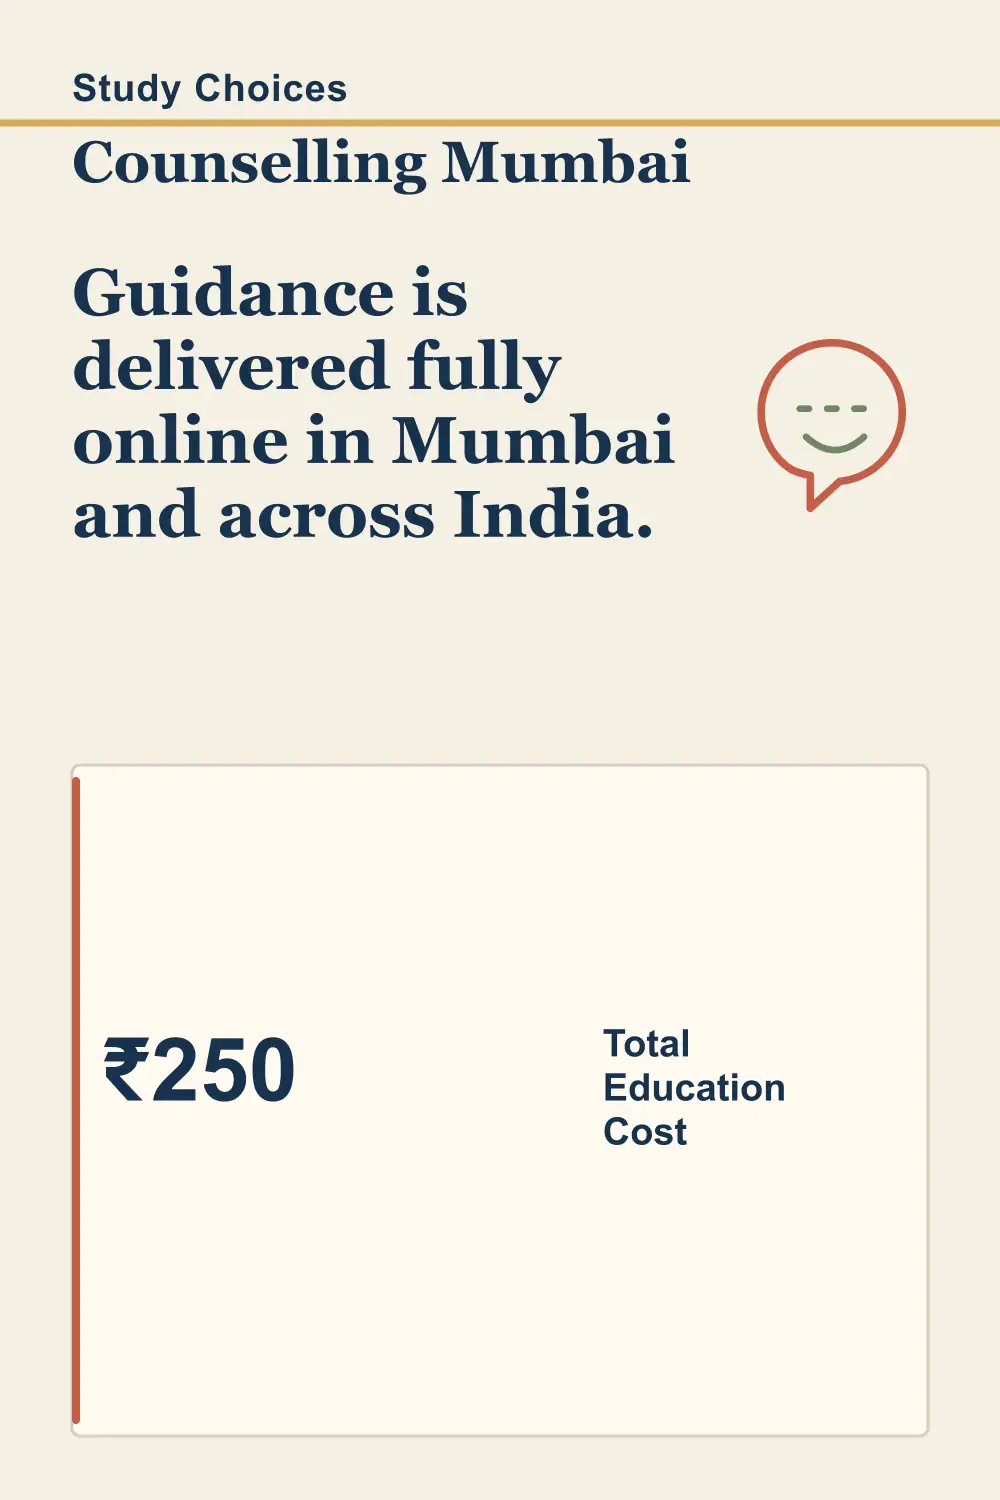 Study Choices
Counselling Mumbai
Guidance is
delivered fully
online in Mumbai
and across India.
₹250
Total
Education
Cost